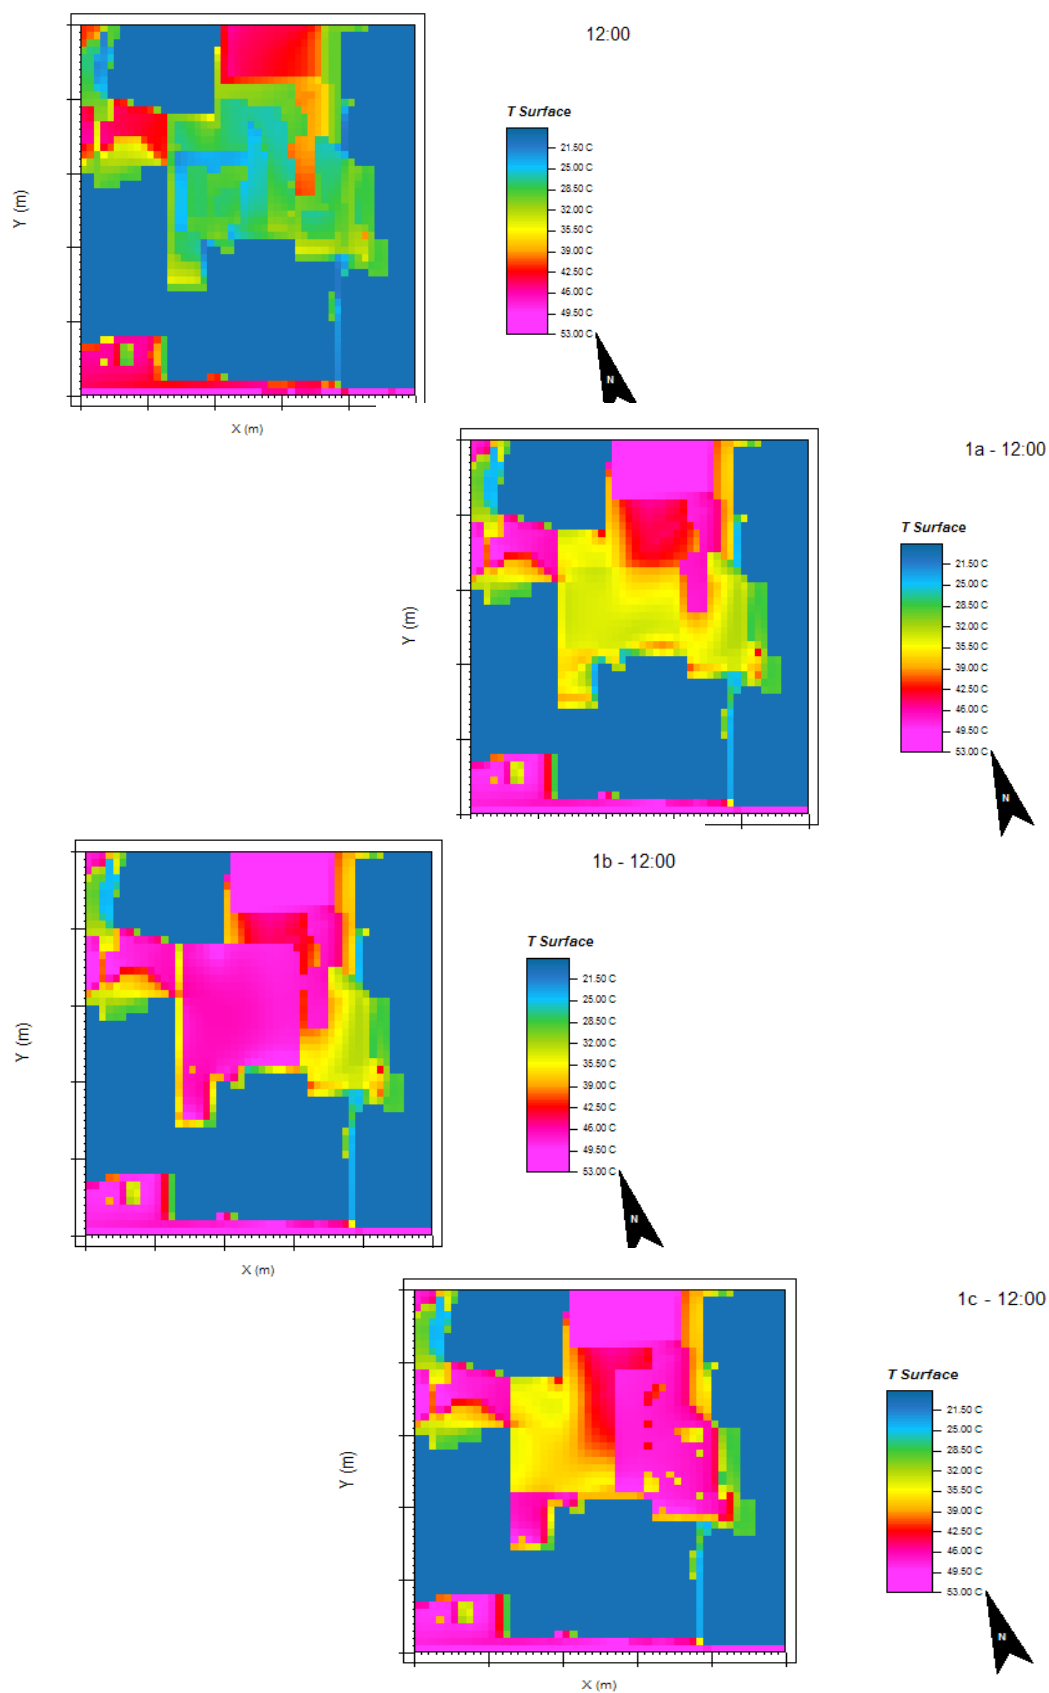 12:00
T Surface
21.50 C
25.00 C
28.50 C
32.00 C
35.50 C
39.00 C
42.50 C
46.00 C
49.50 C
53.00 C
N
Y (m)
X (m)
1a - 12:00
T Surface
21.50 C
25.00 C
28.50 C
32.00 C
35.50 C
39.00 C
42.50 C
46.00 C
49.50 C
53.00 C
N
Y (m)
1b - 12:00
T Surface
21.50 C
25.00 C
28.50 C
32.00 C
35.50 C
39.00 C
42.50 C
46.00 C
49.50 C
53.00 C
N
Y (m)
X (m)
1c - 12:00
T Surface
21.50 C
25.00 C
28.50 C
32.00 C
35.50 C
39.00 C
42.50 C
46.00 C
49.50 C
53.00 C
N
Y (m)
X (m)